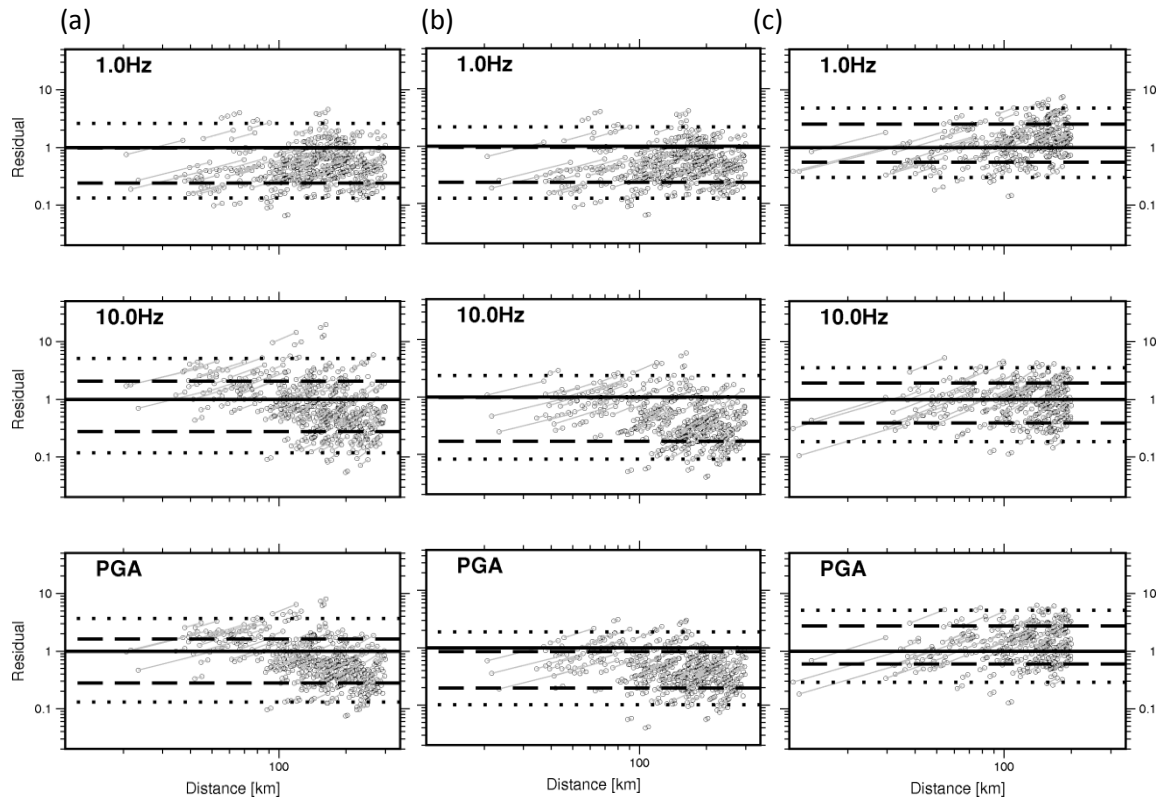 (a) (b) (c)
1.0Hz 1.0Hz 1.0Hz
Residual 10 1 0.1
10 1 0.1
10.0Hz 10.0Hz 10.0Hz
Residual 10 1 0.1
10 1 0.1
PGA PGA PGA
Residual 10 1 0.1
10 1 0.1
100 100 100
Distance [km] Distance [km] Distance [km]